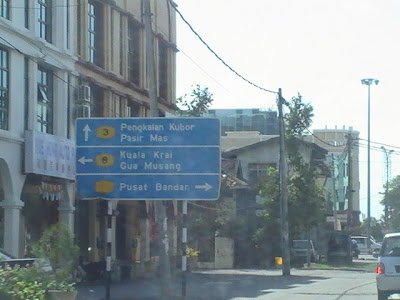 3 Pengkalan Kubor
Pasir Mas
8 Kuala Krai
Gua Musang
Pusat Bandar